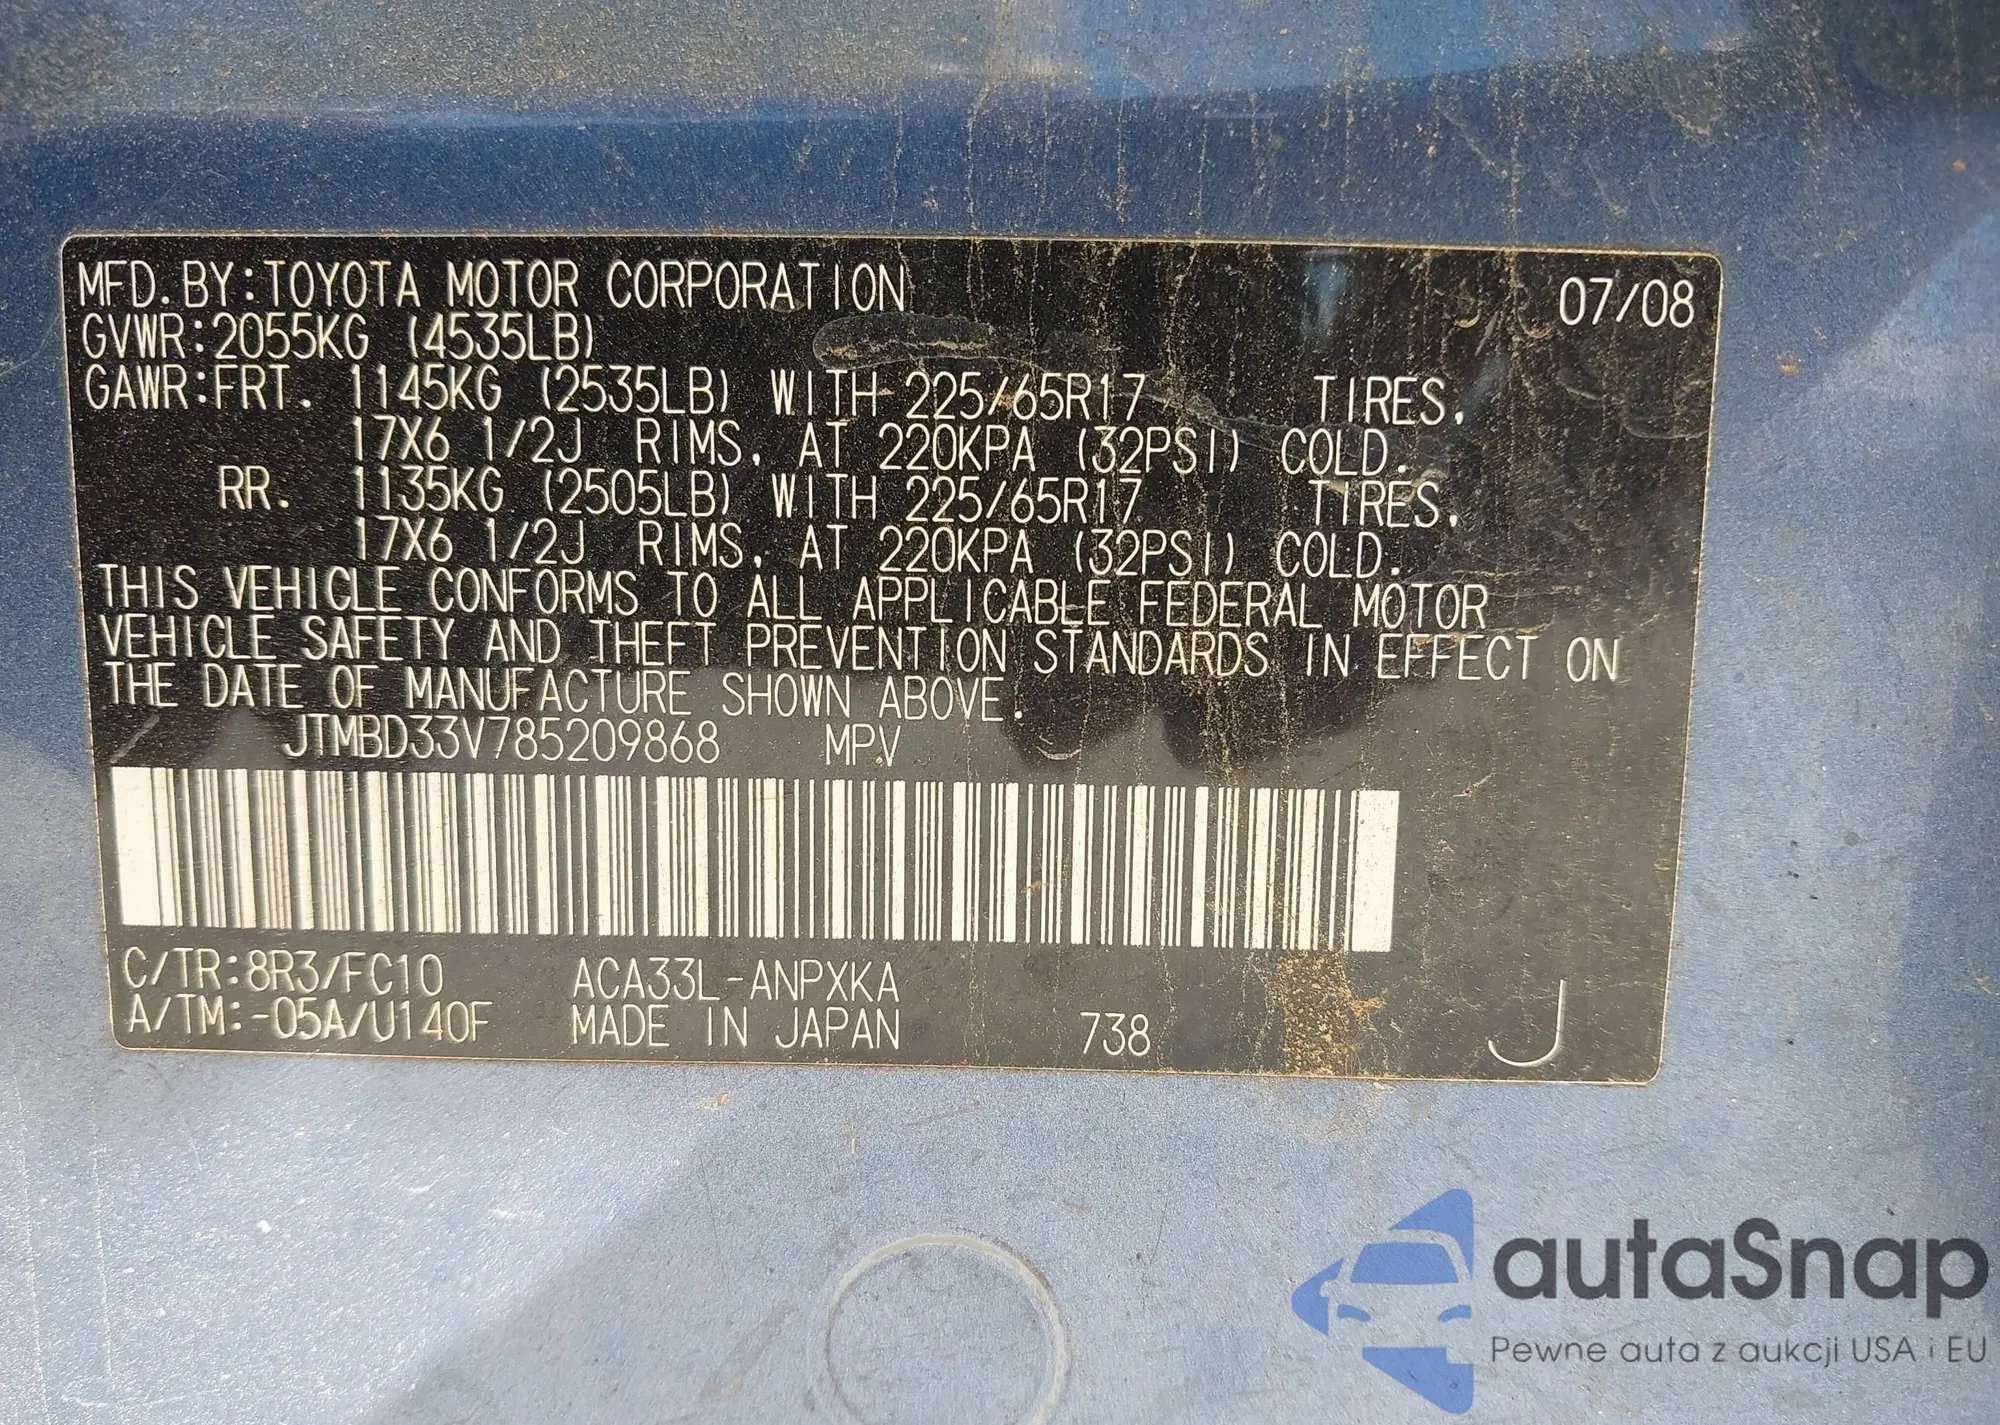 MFD. BY: TOYOTA MOTOR CORPORATION 07/08
GVWR: 2055KG (4535LB)
GAWR: FRT. 1145KG (2535LB) WITH 225/65R17 TIRES,
17X6 1/2J RIMS, AT 220KPA (32PSI) COLD.
RR. 1135KG (2505LB) WITH 225/65R17 TIRES,
17X6 1/2J RIMS, AT 220KPA (32PSI) COLD.
THIS VEHICLE CONFORMS TO ALL APPLICABLE FEDERAL MOTOR
VEHICLE SAFETY AND THEFT PREVENTION STANDARDS IN EFFECT ON
THE DATE OF MANUFACTURE SHOWN ABOVE.
JTMBD33V785209868 MPV
C/TR: 8R3/FC10 ACA33L-ANPXKA
A/TM: -05A/U140F MADE IN JAPAN 738 J
autaSnap
Pewne auta z aukcji USA i EU